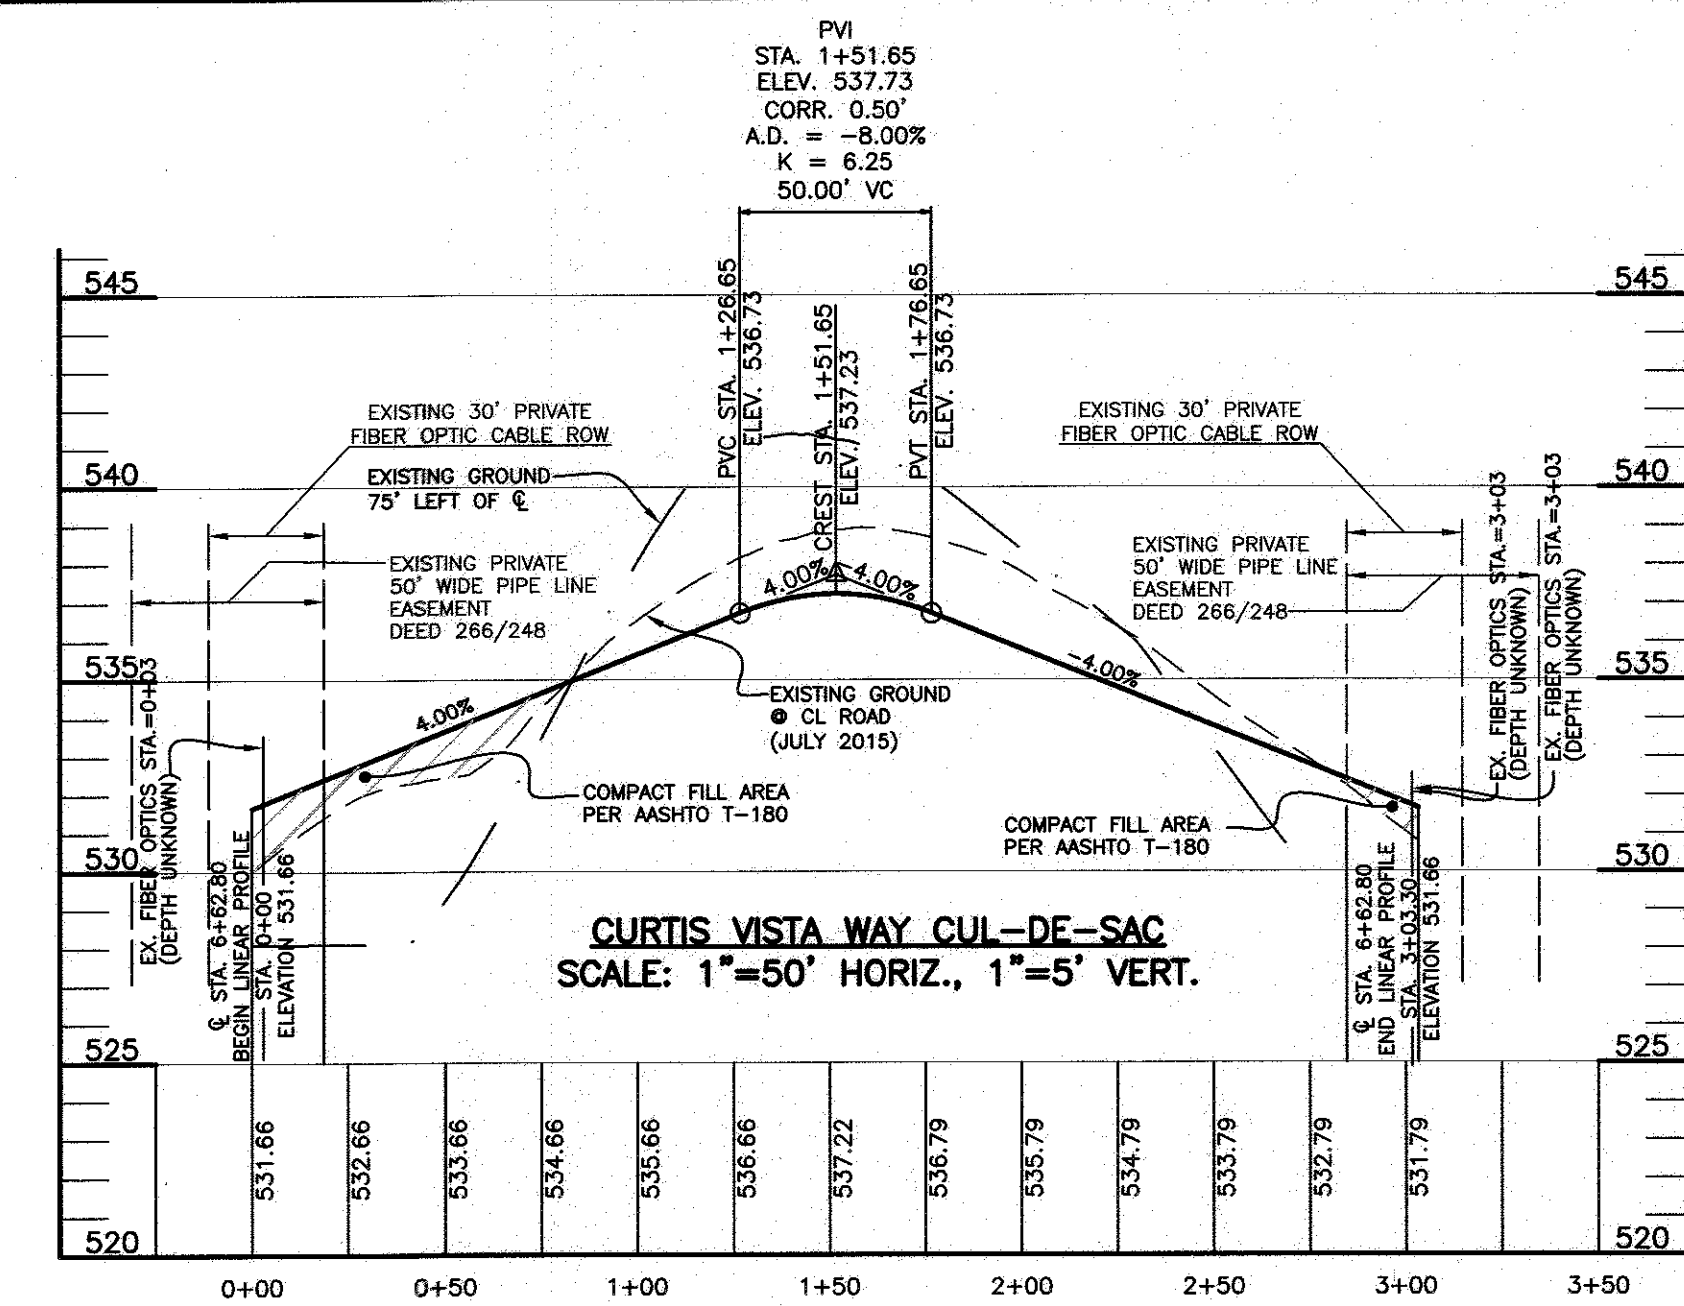 PVI
STA. 1+51.65
ELEV. 537.73
CORR. 0.50'
A.D. = -8.00%
K = 6.25
50.00' VC
545
545
PVC STA. 1+26.65
ELEV. 536.73
CREST STA. 1+51.65
ELEV. 537.23
PVT STA. 1+76.65
ELEV. 536.73
EXISTING 30' PRIVATE
FIBER OPTIC CABLE ROW
EXISTING 30' PRIVATE
FIBER OPTIC CABLE ROW
540
540
EXISTING GROUND
75' LEFT OF ℄
EXISTING PRIVATE
50' WIDE PIPE LINE
EASEMENT
DEED 266/248
EXISTING PRIVATE
50' WIDE PIPE LINE
EASEMENT
DEED 266/248
4.00%
-4.00%
535
535
4.00%
-4.00%
EXISTING GROUND
@ CL ROAD
(JULY 2015)
EX. FIBER OPTICS STA.=0+03
(DEPTH UNKNOWN)
EX. FIBER OPTICS STA.=3+03
(DEPTH UNKNOWN)
EX. FIBER OPTICS STA.=3+03
(DEPTH UNKNOWN)
COMPACT FILL AREA
PER AASHTO T-180
COMPACT FILL AREA
PER AASHTO T-180
530
530
℄ STA. 6+62.80
BEGIN LINEAR PROFILE
STA. 0+00
ELEVATION 531.66
℄ STA. 6+62.80
END LINEAR PROFILE
STA. 3+03.30
ELEVATION 531.66
CURTIS VISTA WAY CUL-DE-SAC
SCALE: 1"=50' HORIZ., 1"=5' VERT.
525
525
531.66
532.66
533.66
534.66
535.66
536.66
537.22
536.79
535.79
534.79
533.79
532.79
531.79
520
520
0+00
0+50
1+00
1+50
2+00
2+50
3+00
3+50